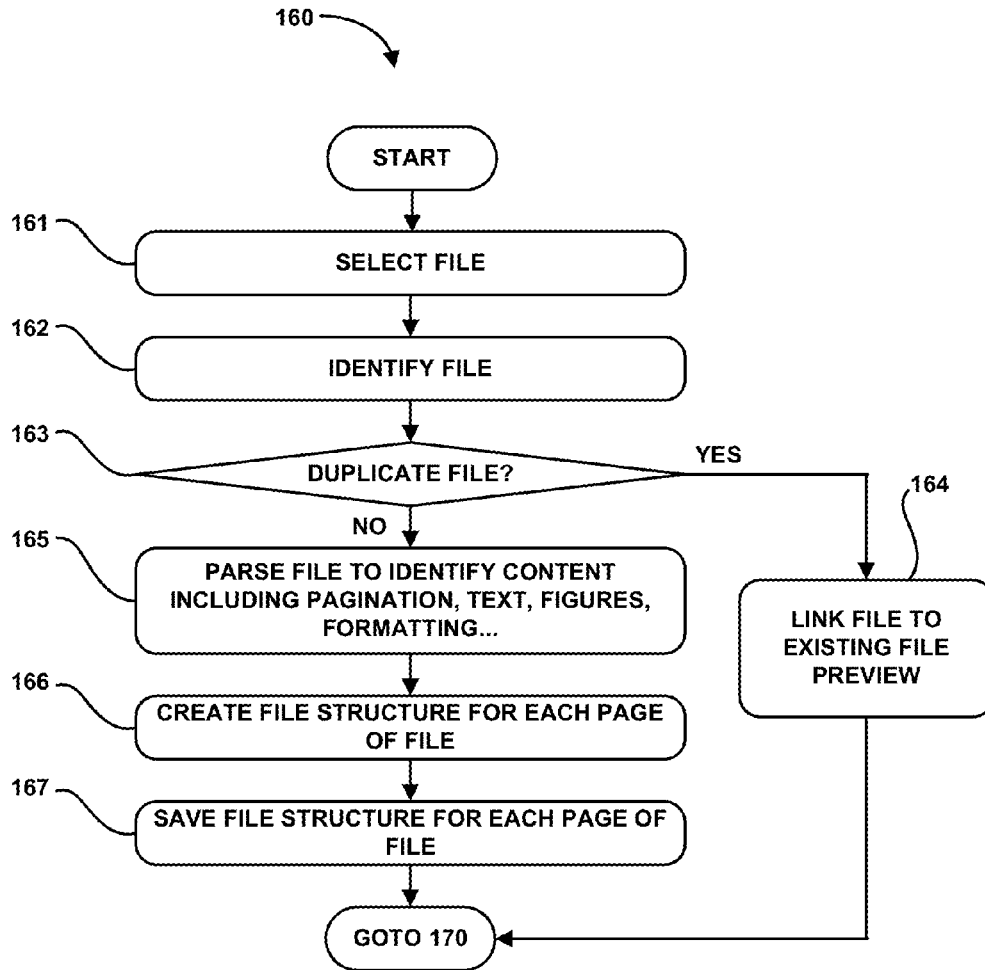 160
START
161
SELECT FILE
162
IDENTIFY FILE
163
DUPLICATE FILE?
YES
164
NO
165
PARSE FILE TO IDENTIFY CONTENT
INCLUDING PAGINATION, TEXT, FIGURES,
FORMATTING...
LINK FILE TO
EXISTING FILE
PREVIEW
166
CREATE FILE STRUCTURE FOR EACH PAGE
OF FILE
167
SAVE FILE STRUCTURE FOR EACH PAGE OF
FILE
GOTO 170